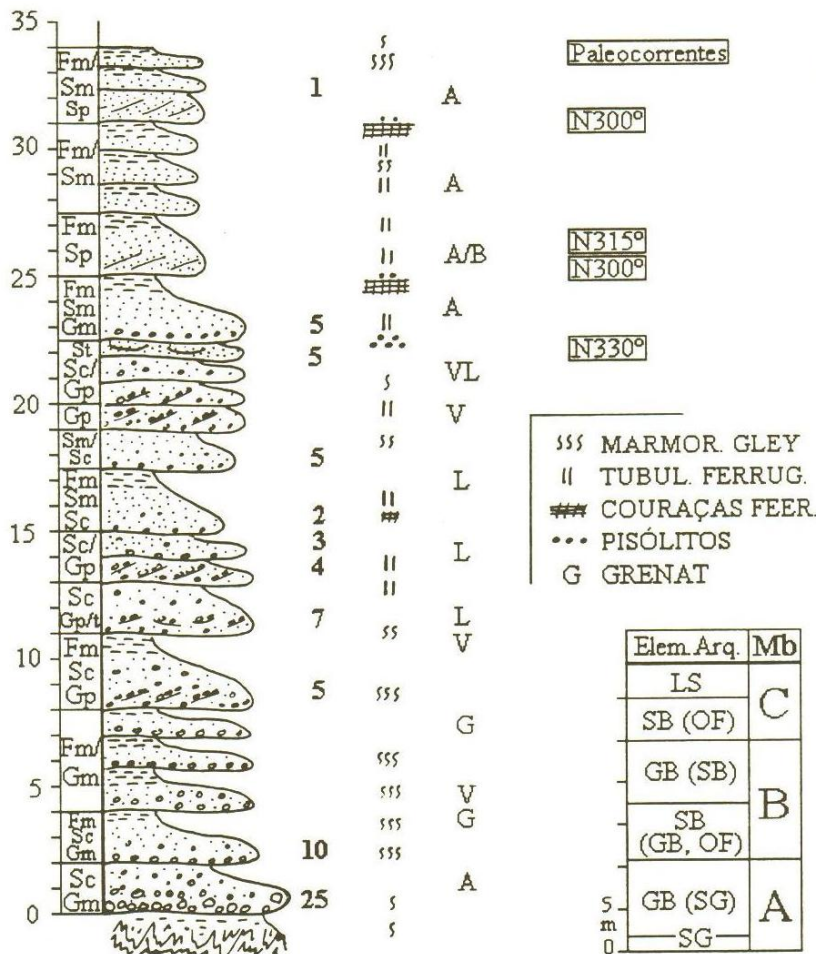 35
Fm/
Sm
Sp
1
A
Paleocorrentes
N300°
30
Fm/
Sm
A
Fm
Sp
A/B
N315°
N300°
25
Fm
Sm
Gm
5
A
St
5
N330°
Sc/
Gp
VL
20
Gp
V
Sm/
Sc
5
Fm
Sm
Sc
2
L
15
Sc/
Gp
3
4
L
Sc
Gp/t
7
L
V
10
Fm
Sc
Gp
5
G
Fm/
Gm
5
V
G
Fm
Sc
Gm
10
Sc
Gm
25
A
0
MARMOR. GLEY
TUBUL. FERRUG.
COURAÇAS FEER.
PISÓLITOS
G GRENAT
Elem. Arq. Mb
LS
SB (OF)
C
GB (SB)
SB
(GB, OF)
B
GB (SG)
SG
A
5
m
0